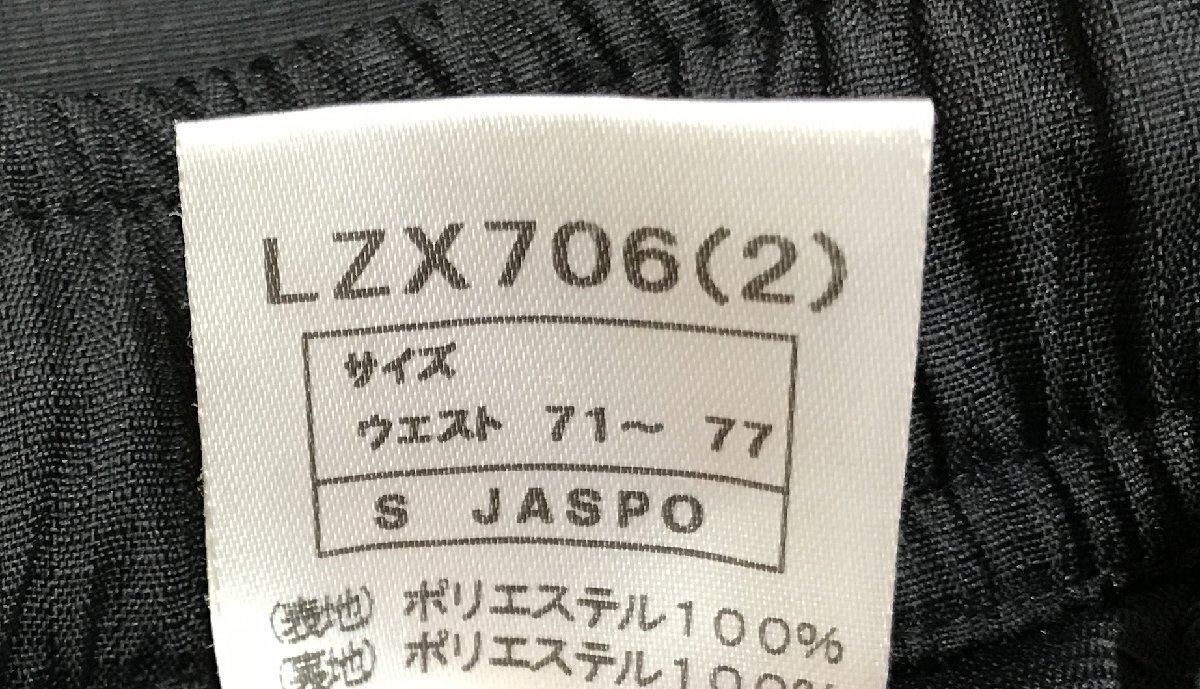 LZX706(2)
サイズ
ウエスト 71～ 77
S JASPO
(表地) ポリエステル100%
(裏地) ポリエステル100%